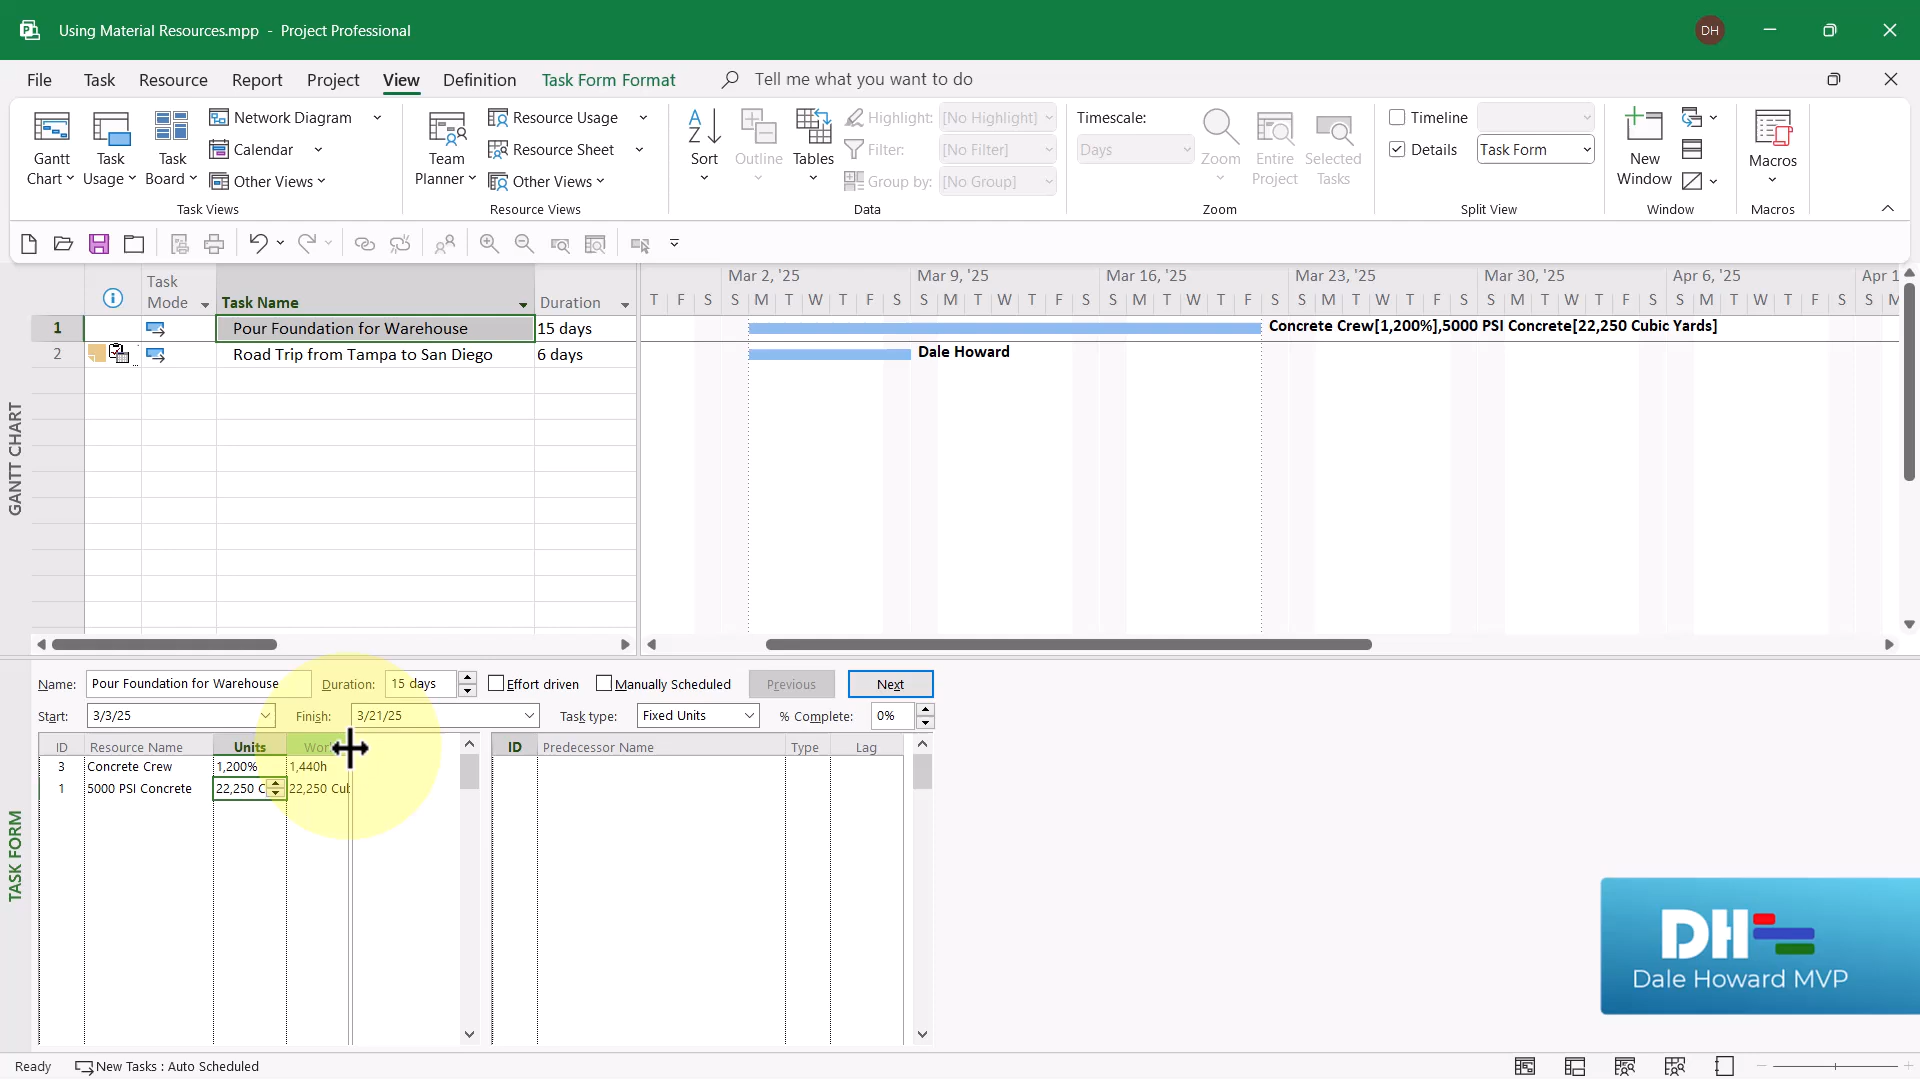 Using Material Resources.mpp - Project Professional
DH
File Task Resource Report Project View Definition Task Form Format Tell me what you want to do
Gantt Chart
Task Usage
Task Board
Network Diagram
Calendar
Other Views
Task Views
Team Planner
Resource Usage
Resource Sheet
Other Views
Resource Views
Sort
Outline
Tables
Highlight: [No Highlight]
Filter: [No Filter]
Group by: [No Group]
Data
Timescale:
Days
Zoom
Entire Project
Selected Tasks
Zoom
Timeline
Details Task Form
Split View
New Window
Window
Macros
Macros
Task Mode Task Name Duration
Mar 2, '25 Mar 9, '25 Mar 16, '25 Mar 23, '25 Mar 30, '25 Apr 6, '25 Apr 1
T F S S M T W T F S S M T W T F S S M T W T F S S M T W T F S S M T W T F S S M T W T F S S M
1 Pour Foundation for Warehouse 15 days Concrete Crew[1,200%],5000 PSI Concrete[22,250 Cubic Yards]
2 Road Trip from Tampa to San Diego 6 days Dale Howard
GANTT CHART
Name: Pour Foundation for Warehouse Duration: 15 days Effort driven Manually Scheduled Previous Next
Start: 3/3/25 Finish: 3/21/25 Task type: Fixed Units % Complete: 0%
ID Resource Name Units Wor ID Predecessor Name Type Lag
3 Concrete Crew 1,200% 1,440h
1 5000 PSI Concrete 22,250 C 22,250 Cub
TASK FORM
DH
Dale Howard MVP
Ready New Tasks : Auto Scheduled